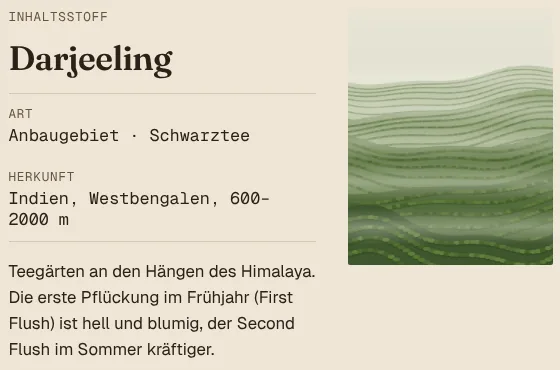 INHALTSSTOFF
Darjeeling
ART
Anbaugebiet · Schwarztee
HERKUNFT
Indien, Westbengalen, 600–
2000 m
Teegärten an den Hängen des Himalaya.
Die erste Pflückung im Frühjahr (First
Flush) ist hell und blumig, der Second
Flush im Sommer kräftiger.